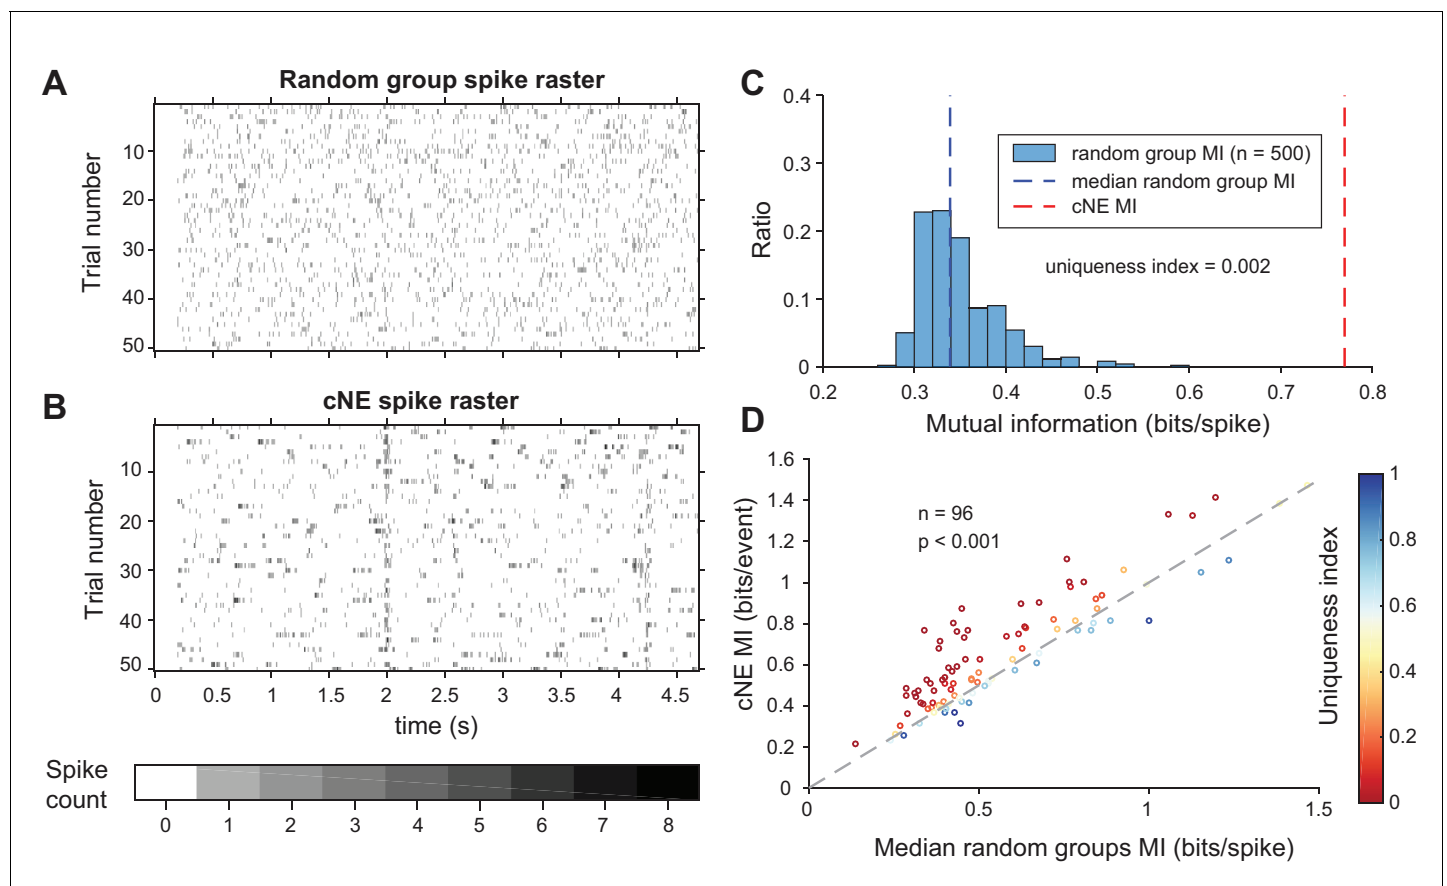 A
Random group spike raster
Trial number
10
20
30
40
50
B
cNE spike raster
Trial number
10
20
30
40
50
0 0.5 1 1.5 2 2.5 3 3.5 4 4.5
time (s)
Spike
count
0 1 2 3 4 5 6 7 8
C
0.4
0.3
0.2
0.1
0
Ratio
random group MI (n = 500)
median random group MI
cNE MI
uniqueness index = 0.002
0.2 0.3 0.4 0.5 0.6 0.7 0.8
Mutual information (bits/spike)
D
1.6
1.4
1.2
1
0.8
0.6
0.4
0.2
0
cNE MI (bits/event)
n = 96
p < 0.001
0 0.5 1 1.5
Median random groups MI (bits/spike)
Uniqueness index
1
0.8
0.6
0.4
0.2
0